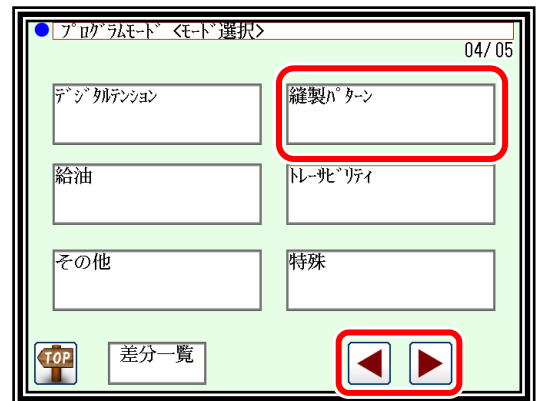 ﾌﾟﾛｸﾞﾗﾑﾓｰﾄﾞ <ﾓｰﾄﾞ選択>
04/05
ﾃﾞｼﾞﾀﾙﾃﾝｼｮﾝ
縫製ﾊﾟﾀｰﾝ
給油
ﾄﾚｰｻﾋﾞﾘﾃｨ
その他
特殊
TOP
差分一覧